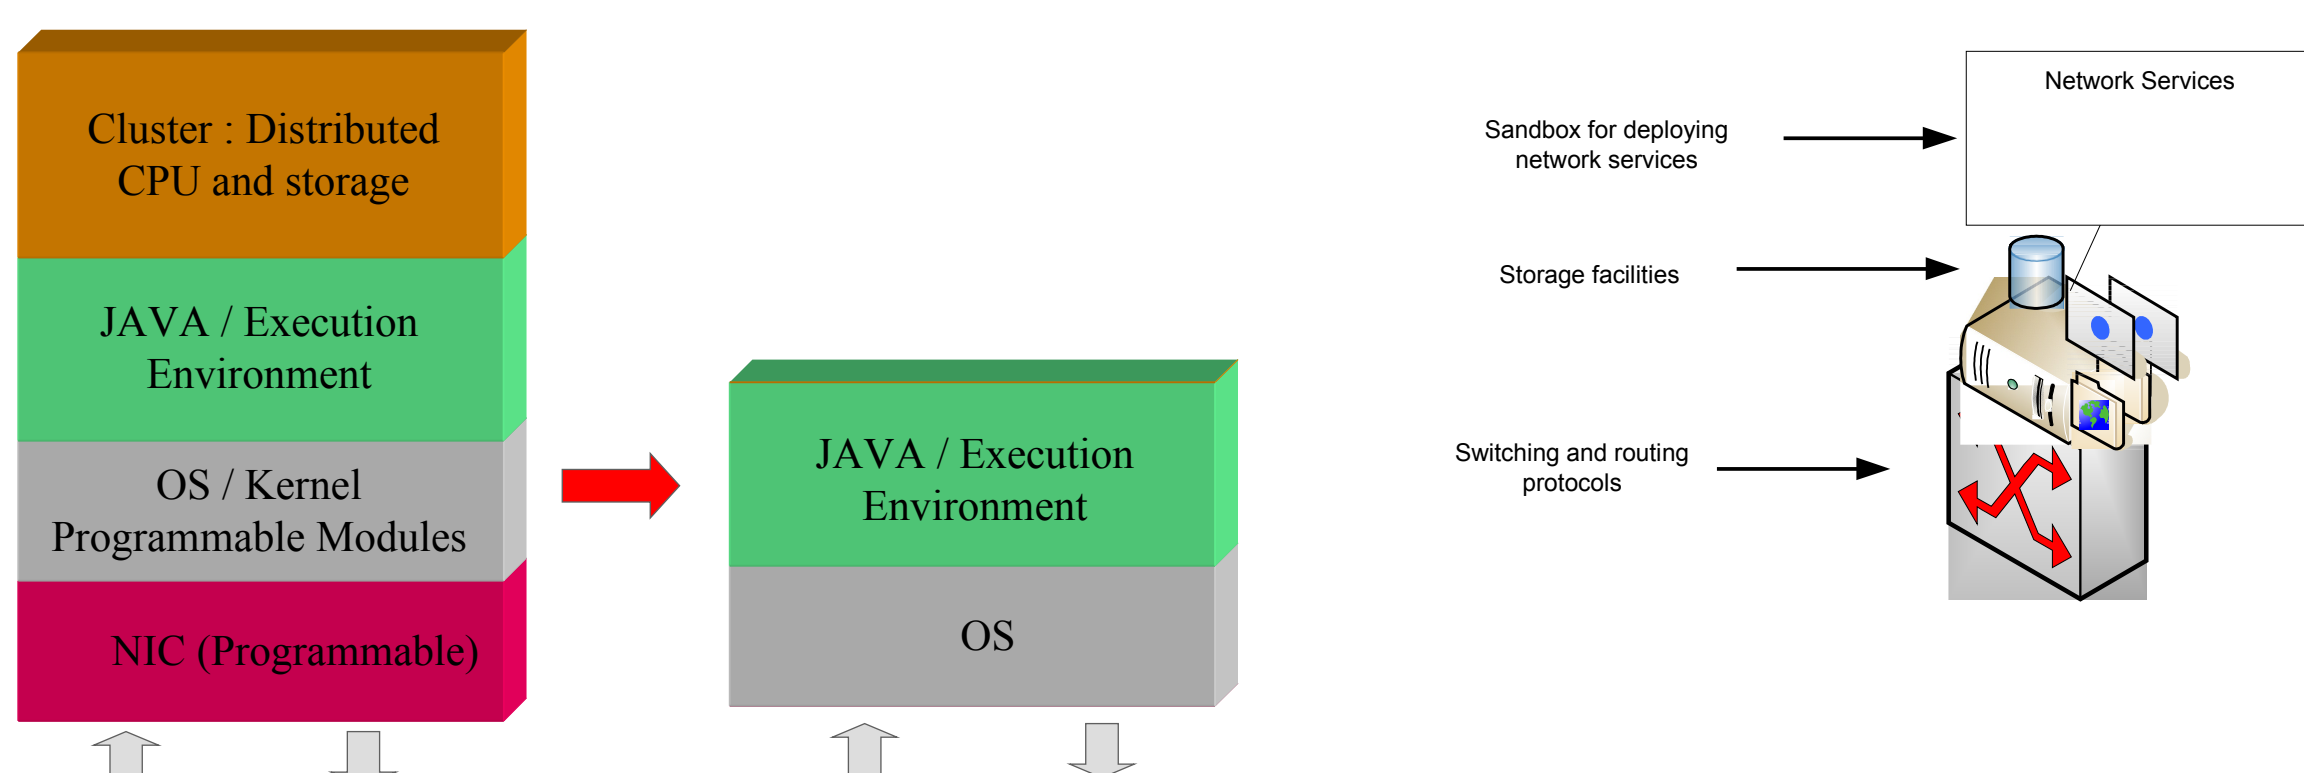 Cluster : Distributed
CPU and storage
JAVA / Execution
Environment
OS / Kernel
Programmable Modules
NIC (Programmable)
JAVA / Execution
Environment
OS
Network Services
Sandbox for deploying
network services
Storage facilities
Switching and routing
protocols